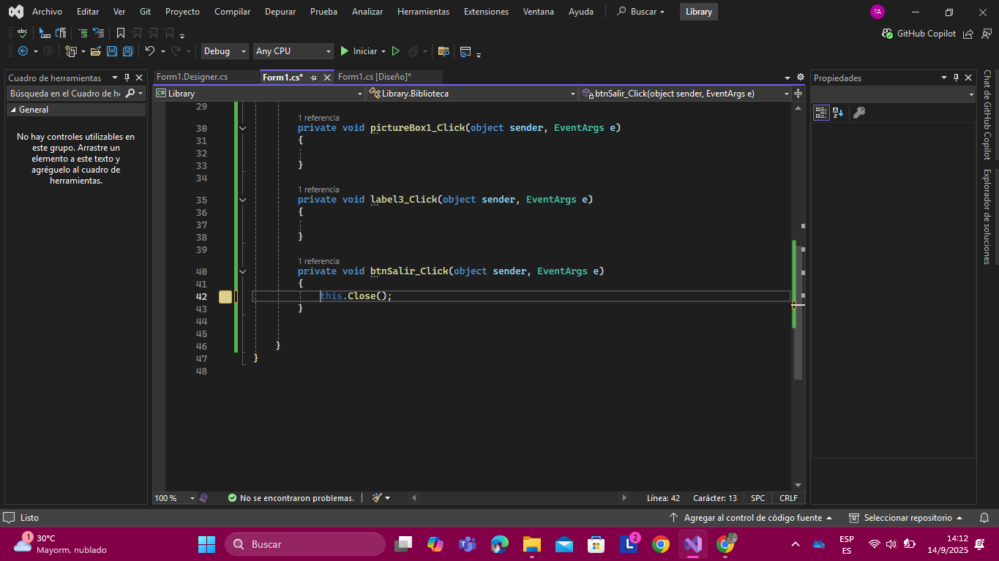 Archivo Editar Ver Git Proyecto Compilar Depurar Prueba Analizar Herramientas Extensiones Ventana Ayuda Buscar Library FA
abc GitHub Copilot
Debug Any CPU Iniciar
Cuadro de herramientas
Búsqueda en el Cuadro de he
General
No hay controles utilizables en
este grupo. Arrastre un
elemento a este texto y
agréguelo al cuadro de
herramientas.
Form1.Designer.cs Form1.cs* Form1.cs [Diseño]*
C# Library Library.Biblioteca btnSalir_Click(object sender, EventArgs e)
29
1 referencia
30 private void pictureBox1_Click(object sender, EventArgs e)
31 {
32
33 }
34
1 referencia
35 private void label3_Click(object sender, EventArgs e)
36 {
37
38 }
39
1 referencia
40 private void btnSalir_Click(object sender, EventArgs e)
41 {
42 this.Close();
43 }
44
45
46 }
47 }
48
100 % No se encontraron problemas. Línea: 42 Carácter: 13 SPC CRLF
Propiedades
A
Z
Chat de GitHub Copilot
Explorador de soluciones
Listo Agregar al control de código fuente Seleccionar repositorio
1
30°C
Mayorm. nublado
Buscar
L 2
ESP
ES
14:12
14/9/2025